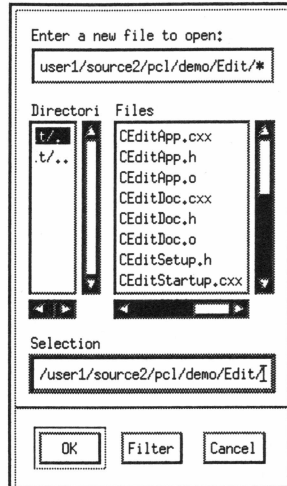 Enter a new file to open:
user1/source2/pcl/demo/Edit/*
Directori Files
t/. CEditApp.cxx
.t/.. CEditApp.h
CEditApp.o
CEditDoc.cxx
CEditDoc.h
CEditDoc.o
CEditSetup.h
CEditStartup.cxx
Selection
/user1/source2/pcl/demo/Edit/
OK Filter Cancel